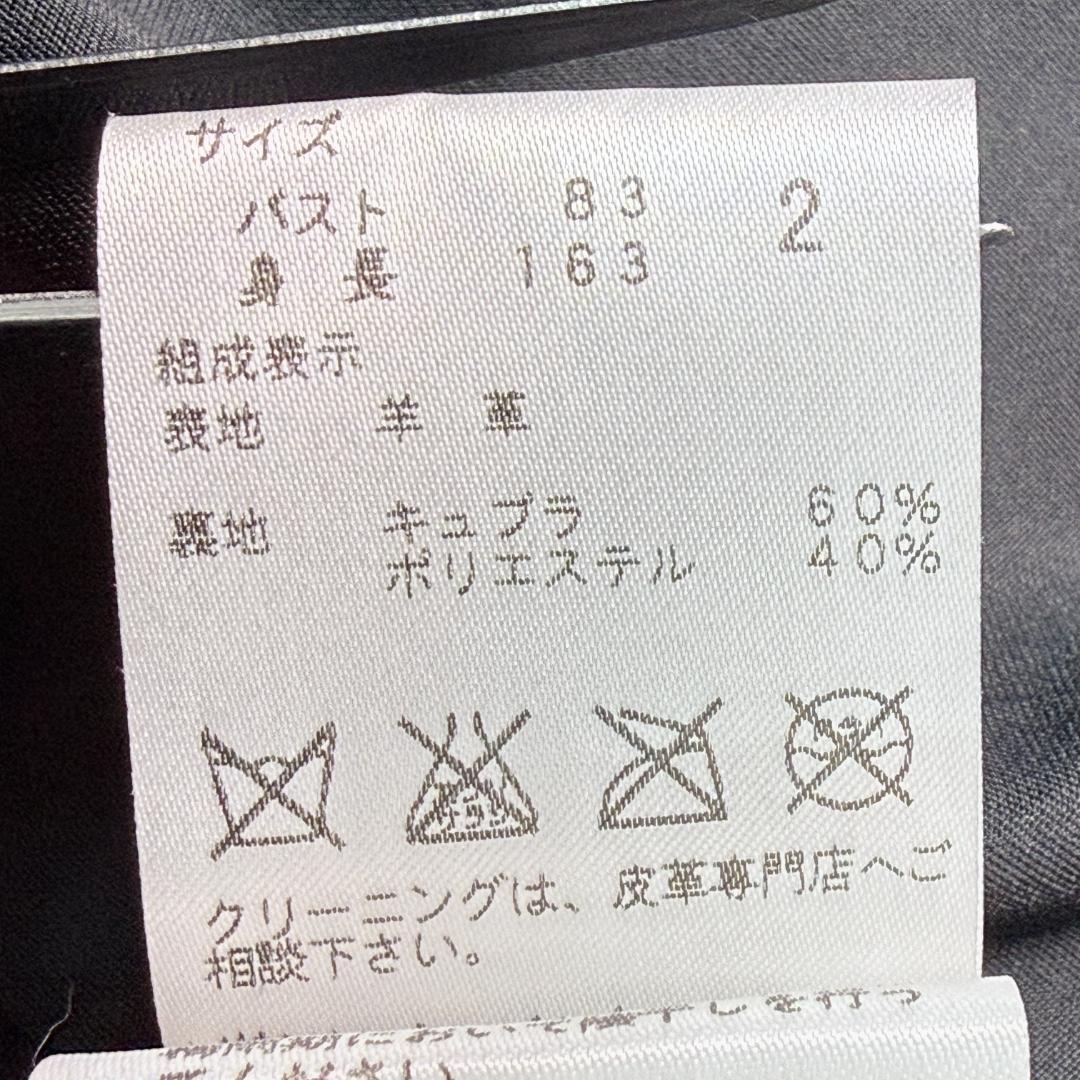 サイズ
バスト 83 2
身長 163
組成表示
表地 羊革
裏地 キュプラ 60%
ポリエステル 40%
クリーニングは、皮革専門店へご
相談下さい。